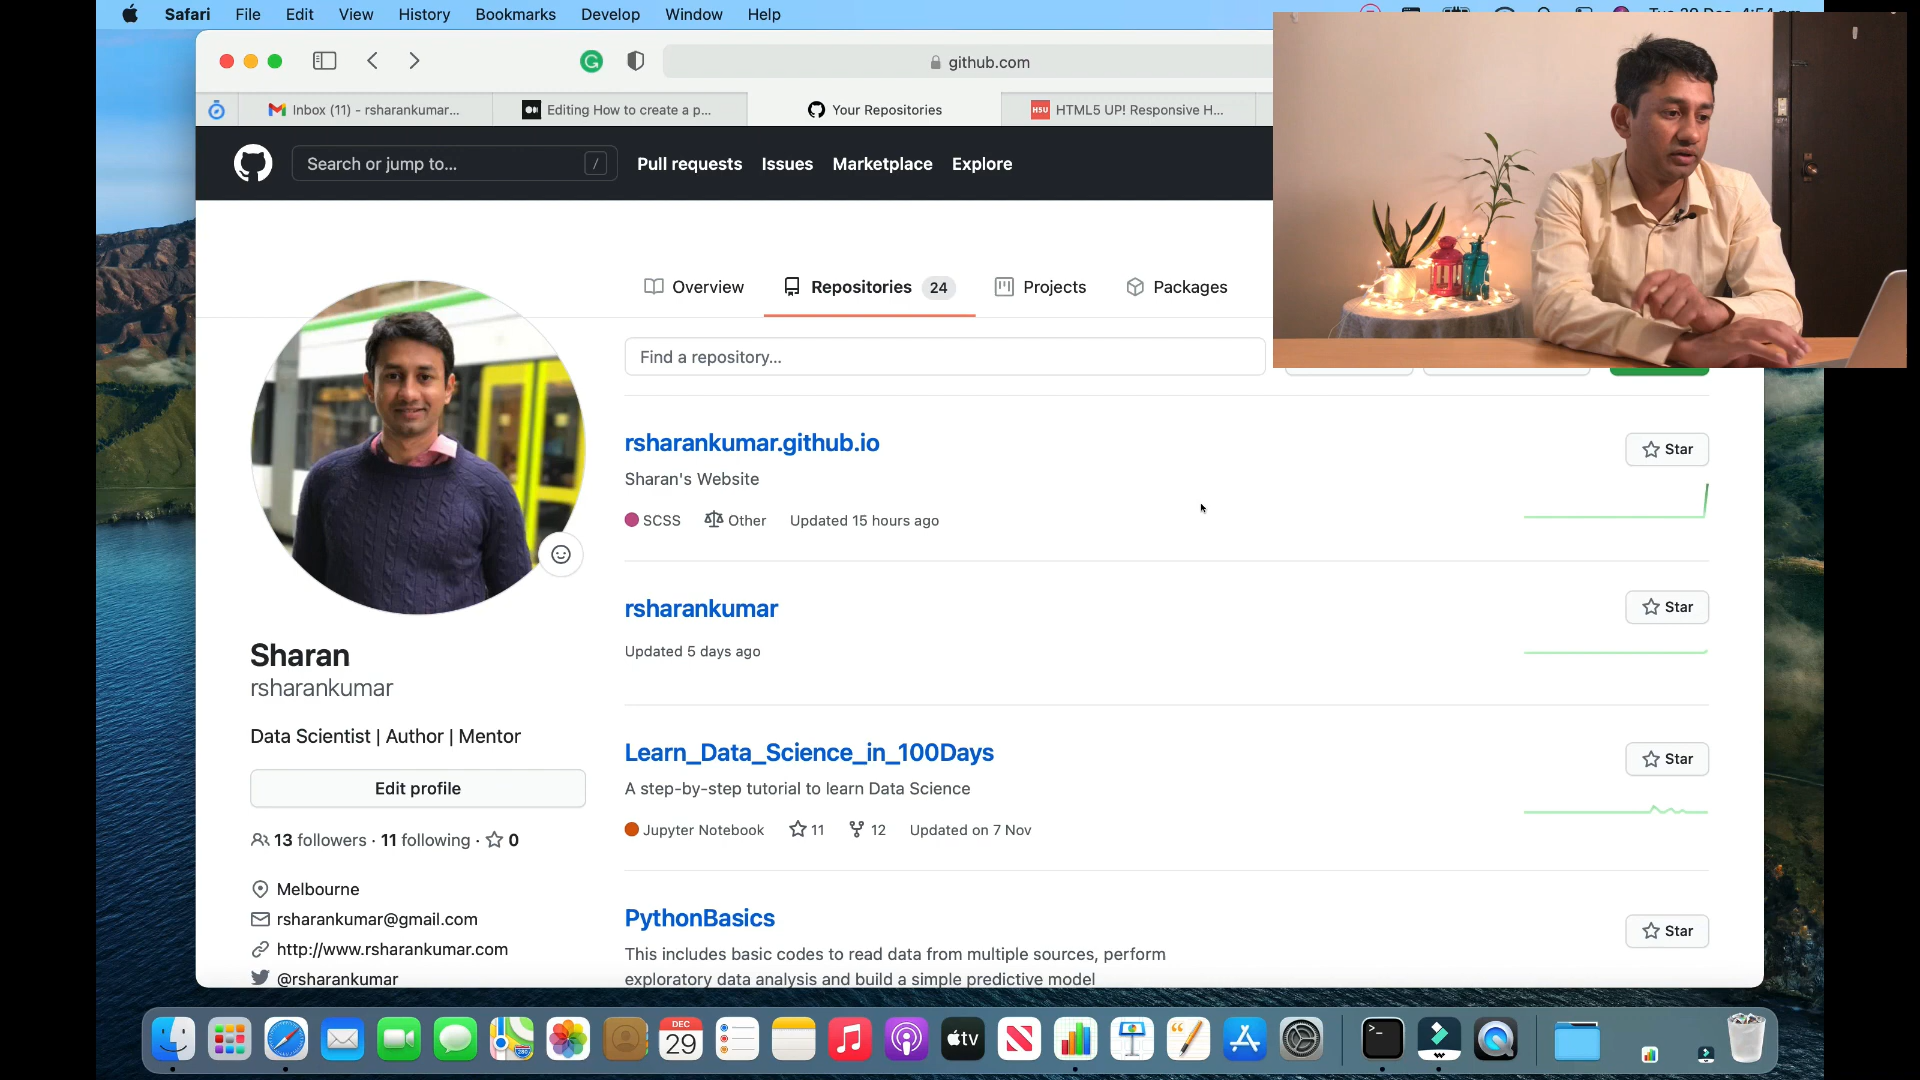 Safari File Edit View History Bookmarks Develop Window Help
github.com
Inbox (11) - rsharankumar... Editing How to create a p... Your Repositories HTML5 UP! Responsive H...
Search or jump to... / Pull requests Issues Marketplace Explore
Overview Repositories 24 Projects Packages
Find a repository...
rsharankumar.github.io
Star
Sharan's Website
SCSS Other Updated 15 hours ago
rsharankumar
Star
Updated 5 days ago
Learn_Data_Science_in_100Days
Star
A step-by-step tutorial to learn Data Science
Jupyter Notebook 11 12 Updated on 7 Nov
PythonBasics
Star
This includes basic codes to read data from multiple sources, perform
exploratory data analysis and build a simple predictive model
Sharan
rsharankumar
Data Scientist | Author | Mentor
Edit profile
13 followers · 11 following · 0
Melbourne
rsharankumar@gmail.com
http://www.rsharankumar.com
@rsharankumar
DEC
29
tv